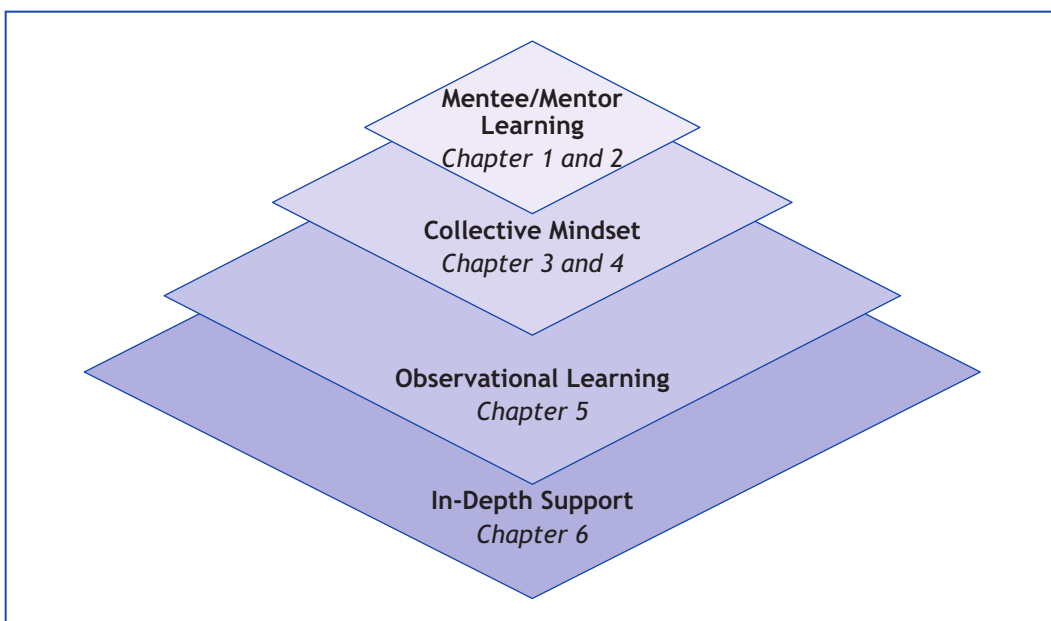 Mentee/Mentor
Learning
Chapter 1 and 2
Collective Mindset
Chapter 3 and 4
Observational Learning
Chapter 5
In-Depth Support
Chapter 6